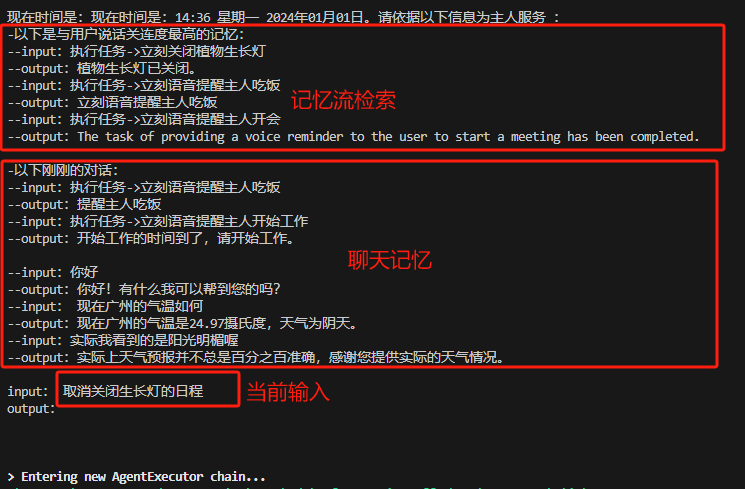 现在时间是: 现在时间是: 14:36 星期一 2024年01月01日。请依据以下信息为主人服务 :
-以下是与用户说话关连度最高的记忆:
--input: 执行任务->立刻关闭植物生长灯
--output: 植物生长灯已关闭。
--input: 执行任务->立刻语音提醒主人吃饭
--output: 立刻语音提醒主人吃饭
记忆流检索
--input: 执行任务->立刻语音提醒主人开会
--output: The task of providing a voice reminder to the user to start a meeting has been completed.
-以下刚刚的对话:
--input: 执行任务->立刻语音提醒主人吃饭
--output: 提醒主人吃饭
--input: 执行任务->立刻语音提醒主人开始工作
--output: 开始工作的时间到了, 请开始工作。
聊天记忆
--input: 你好
--output: 你好! 有什么我可以帮到您的吗?
--input:  现在广州的气温如何
--output: 现在广州的气温是24.97摄氏度, 天气为阴天。
--input: 实际我看到的是阳光明媚喔
--output: 实际上天气预报并不总是百分之百准确, 感谢您提供实际的天气情况。
input: 取消关闭生长灯的日程 当前输入
output:
> Entering new AgentExecutor chain...